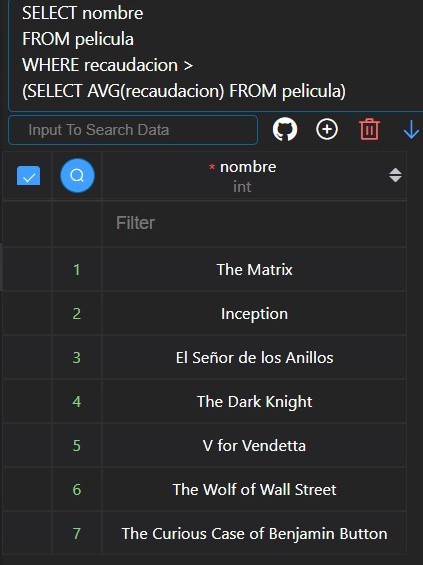 SELECT nombre
FROM pelicula
WHERE recaudacion >
(SELECT AVG(recaudacion) FROM pelicula)
Input To Search Data
* nombre
int
Filter
1 The Matrix
2 Inception
3 El Señor de los Anillos
4 The Dark Knight
5 V for Vendetta
6 The Wolf of Wall Street
7 The Curious Case of Benjamin Button